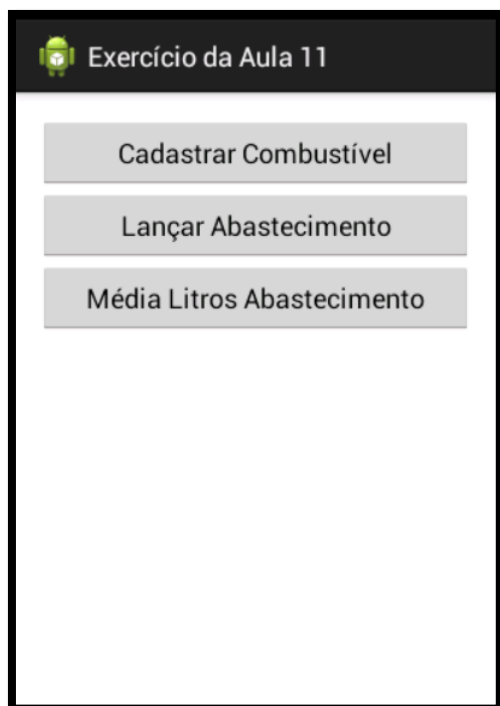 Exercício da Aula 11
Cadastrar Combustível
Lançar Abastecimento
Média Litros Abastecimento